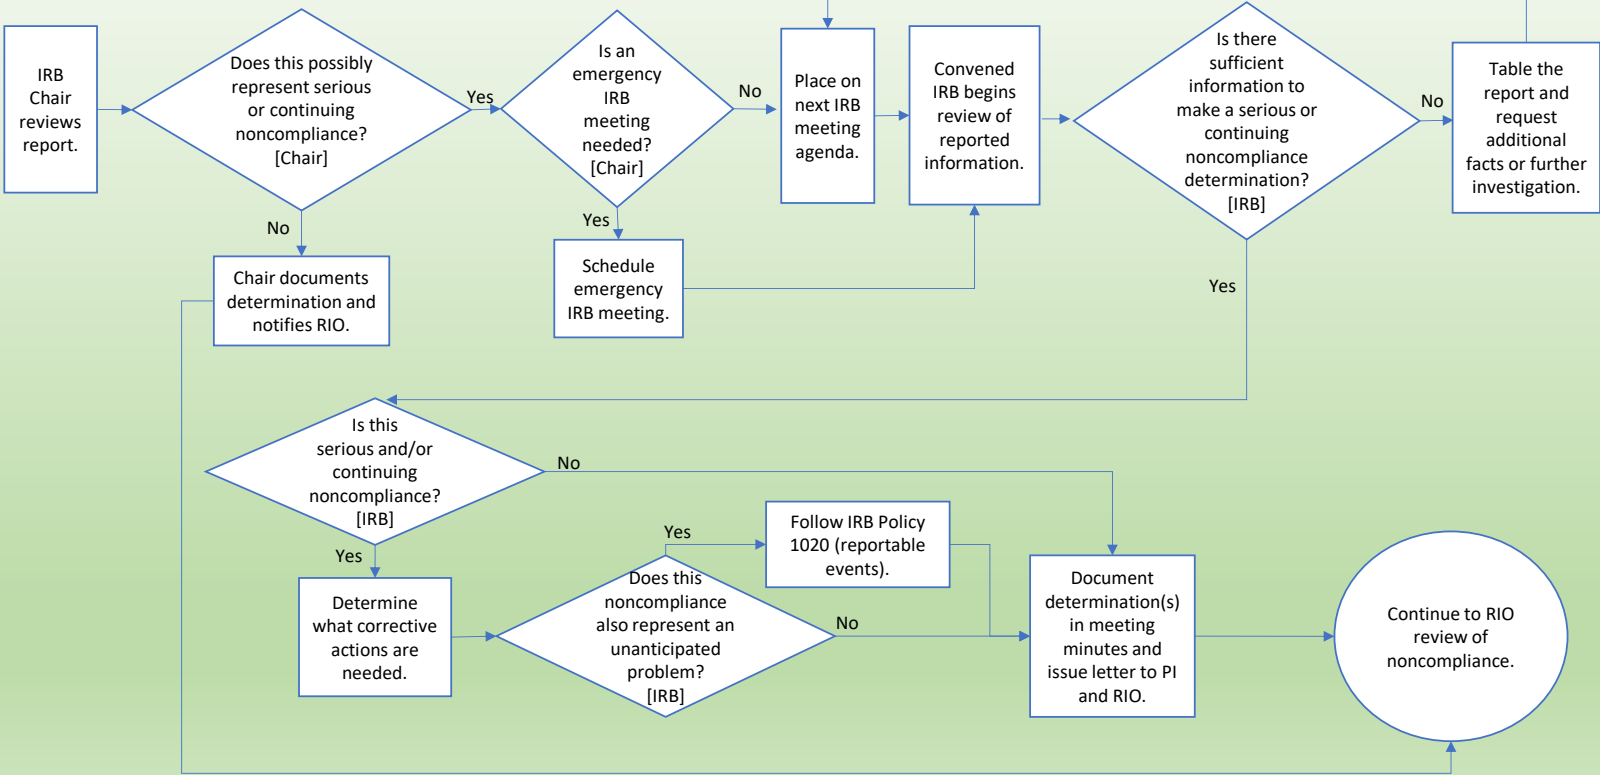 IRB
Chair
reviews
report.
Does this possibly
represent serious
or continuing
noncompliance?
[Chair]
Yes
No
Chair documents
determination and
notifies RIO.
Is an
emergency
IRB
meeting
needed?
[Chair]
No
Yes
Schedule
emergency
IRB meeting.
Place on
next IRB
meeting
agenda.
Convened
IRB begins
review of
reported
information.
Is there
sufficient
information to
make a serious or
continuing
noncompliance
determination?
[IRB]
No
Yes
Table the
report and
request
additional
facts or further
investigation.
Is this
serious and/or
continuing
noncompliance?
[IRB]
No
Yes
Determine
what corrective
actions are
needed.
Does this
noncompliance
also represent an
unanticipated
problem?
[IRB]
Yes
No
Follow IRB Policy
1020 (reportable
events).
Document
determination(s)
in meeting
minutes and
issue letter to PI
and RIO.
Continue to RIO
review of
noncompliance.